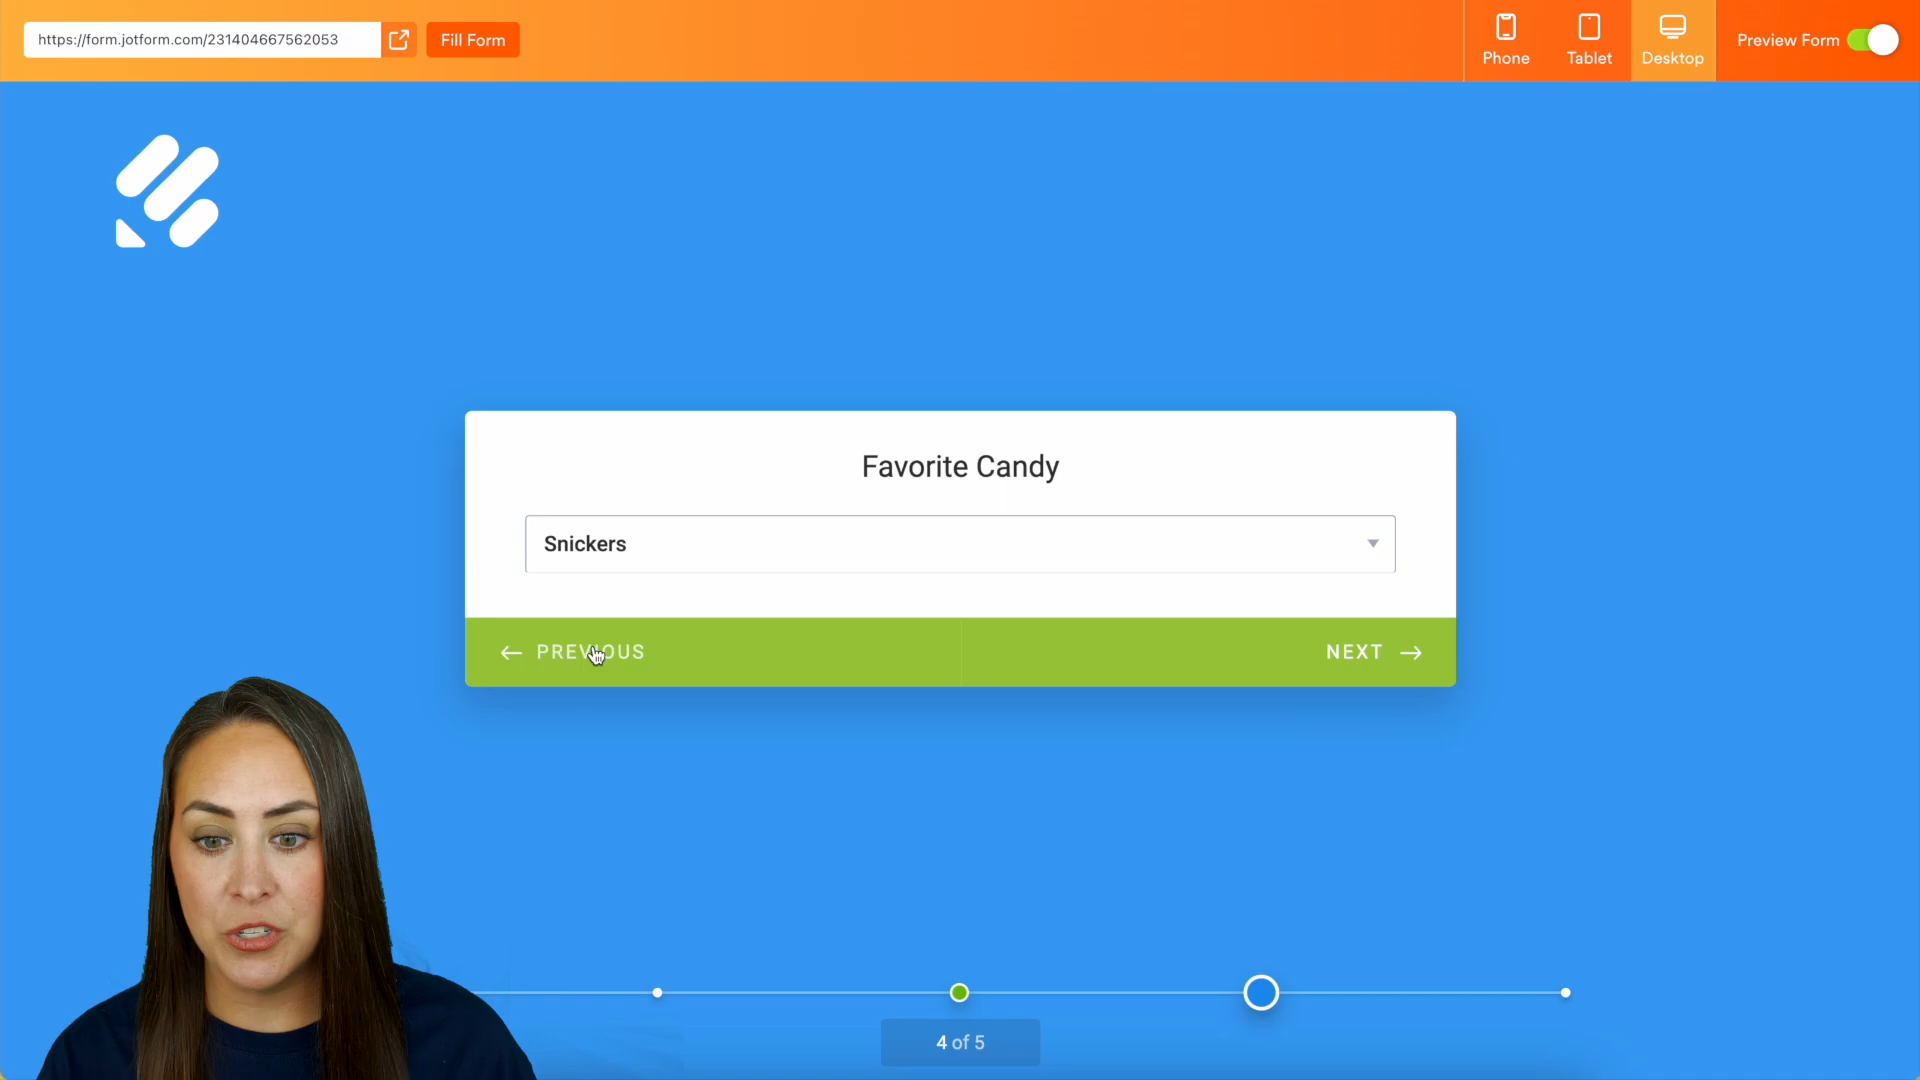 https://form.jotform.com/231404667562053
Fill Form
Phone
Tablet
Desktop
Preview Form
Favorite Candy
Snickers
PREVIOUS
NEXT
4 of 5